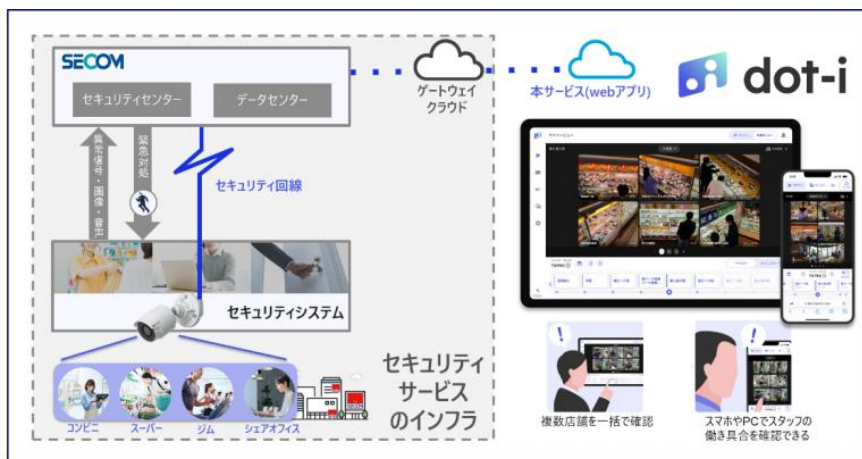 SECOM
セキュリティセンター
データセンター
異常信号・画像・音声
緊急対処
セキュリティ回線
セキュリティシステム
コンビニ
スーパー
ジム
シェアオフィス
セキュリティ
サービス
のインフラ
ゲートウェイ
クラウド
本サービス(webアプリ)
dot-i
複数店舗を一括で確認
スマホやPCでスタッフの
働き具合を確認できる